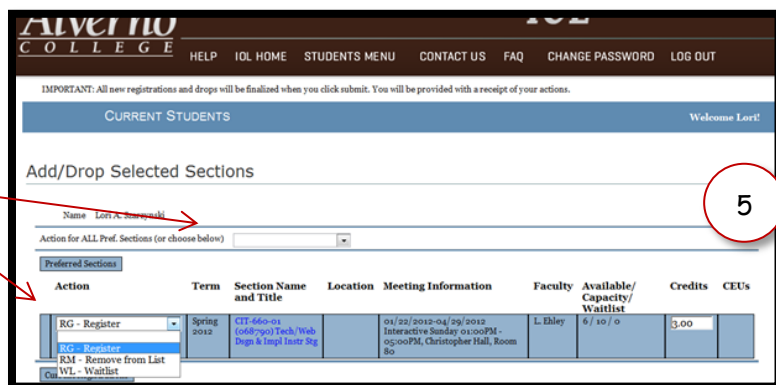 Alverno
COLLEGE
IOL
HELP IOL HOME STUDENTS MENU CONTACT US FAQ CHANGE PASSWORD LOG OUT
IMPORTANT: All new registrations and drops will be finalized when you click submit. You will be provided with a receipt of your actions.
CURRENT STUDENTS Welcome Lori!
Add/Drop Selected Sections
5
Name Lori A.
Action for ALL Pref. Sections (or choose below)
Preferred Sections
Action Term Section Name and Title Location Meeting Information Faculty Available/ Capacity/ Waitlist Credits CEUs
RG - Register Spring 2012 CIT-660-01 (068790) Tech/Web Dsgn & Impl Instr Stg 01/22/2012-04/29/2012 Interactive Sunday 01:00PM - 05:00PM, Christopher Hall, Room 80 L. Ehley 6 / 10 / 0 3.00
RG - Register
RM - Remove from List
WL - Waitlist